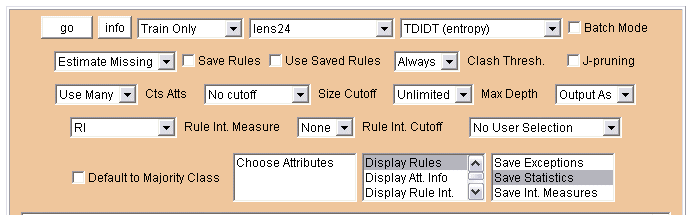 go info Train Only lens24 TDIDT (entropy) Batch Mode
Estimate Missing Save Rules Use Saved Rules Always Clash Thresh. J-pruning
Use Many Cts Atts No cutoff Size Cutoff Unlimited Max Depth Output As
RI Rule Int. Measure None Rule Int. Cutoff No User Selection
Default to Majority Class
Choose Attributes
Display Rules
Display Att. Info
Display Rule Int.
Save Exceptions
Save Statistics
Save Int. Measures